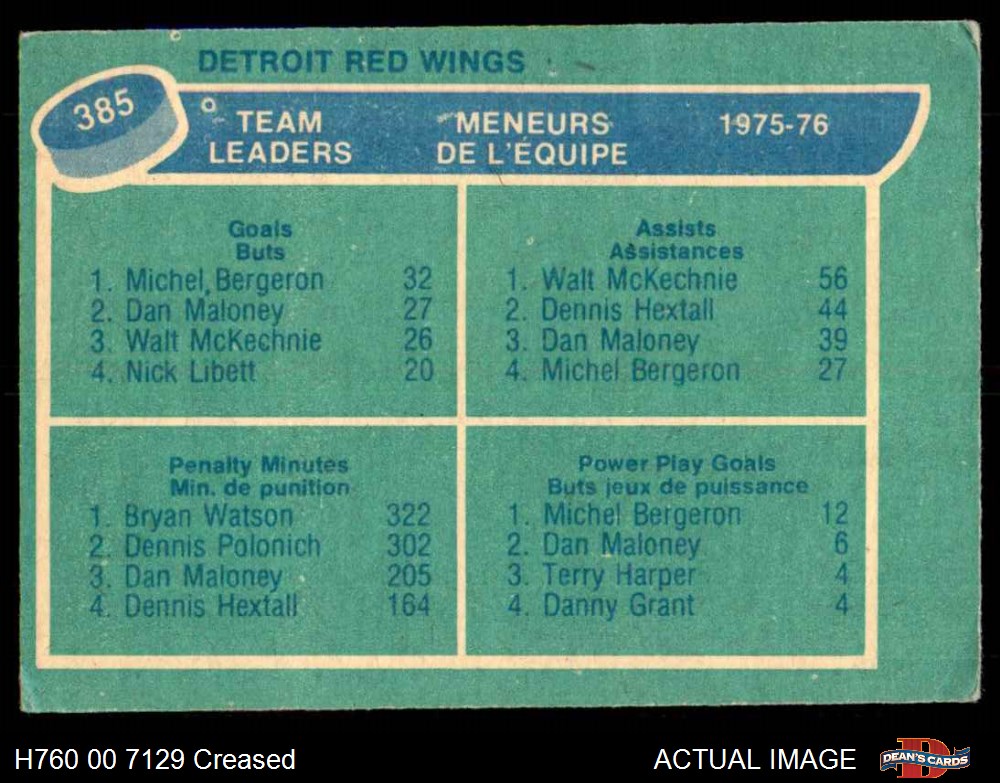 DETROIT RED WINGS
385
TEAM LEADERS
MENEURS DE L'ÉQUIPE
1975-76
Goals
Buts
1. Michel Bergeron 32
2. Dan Maloney 27
3. Walt McKechnie 26
4. Nick Libett 20
Assists
Assistances
1. Walt McKechnie 56
2. Dennis Hextall 44
3. Dan Maloney 39
4. Michel Bergeron 27
Penalty Minutes
Min. de punition
1. Bryan Watson 322
2. Dennis Polonich 302
3. Dan Maloney 205
4. Dennis Hextall 164
Power Play Goals
Buts jeux de puissance
1. Michel Bergeron 12
2. Dan Maloney 6
3. Terry Harper 4
4. Danny Grant 4
H760 00 7129 Creased
ACTUAL IMAGE
D
DEAN'S CARDS